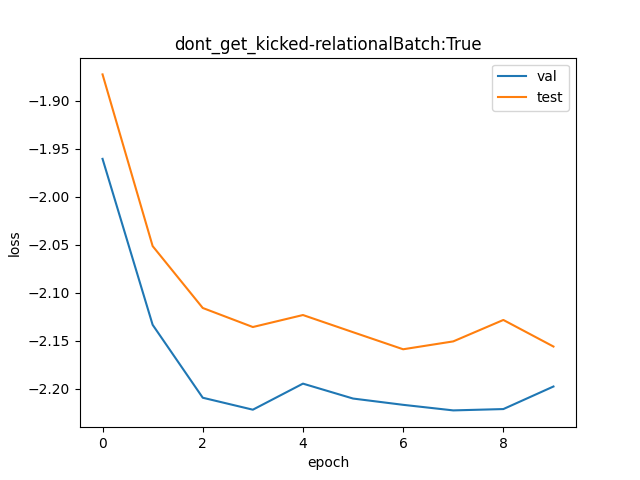 dont_get_kicked-relationalBatch:True
val
test
loss
−1.90
−1.95
−2.00
−2.05
−2.10
−2.15
−2.20
0
2
4
6
8
epoch